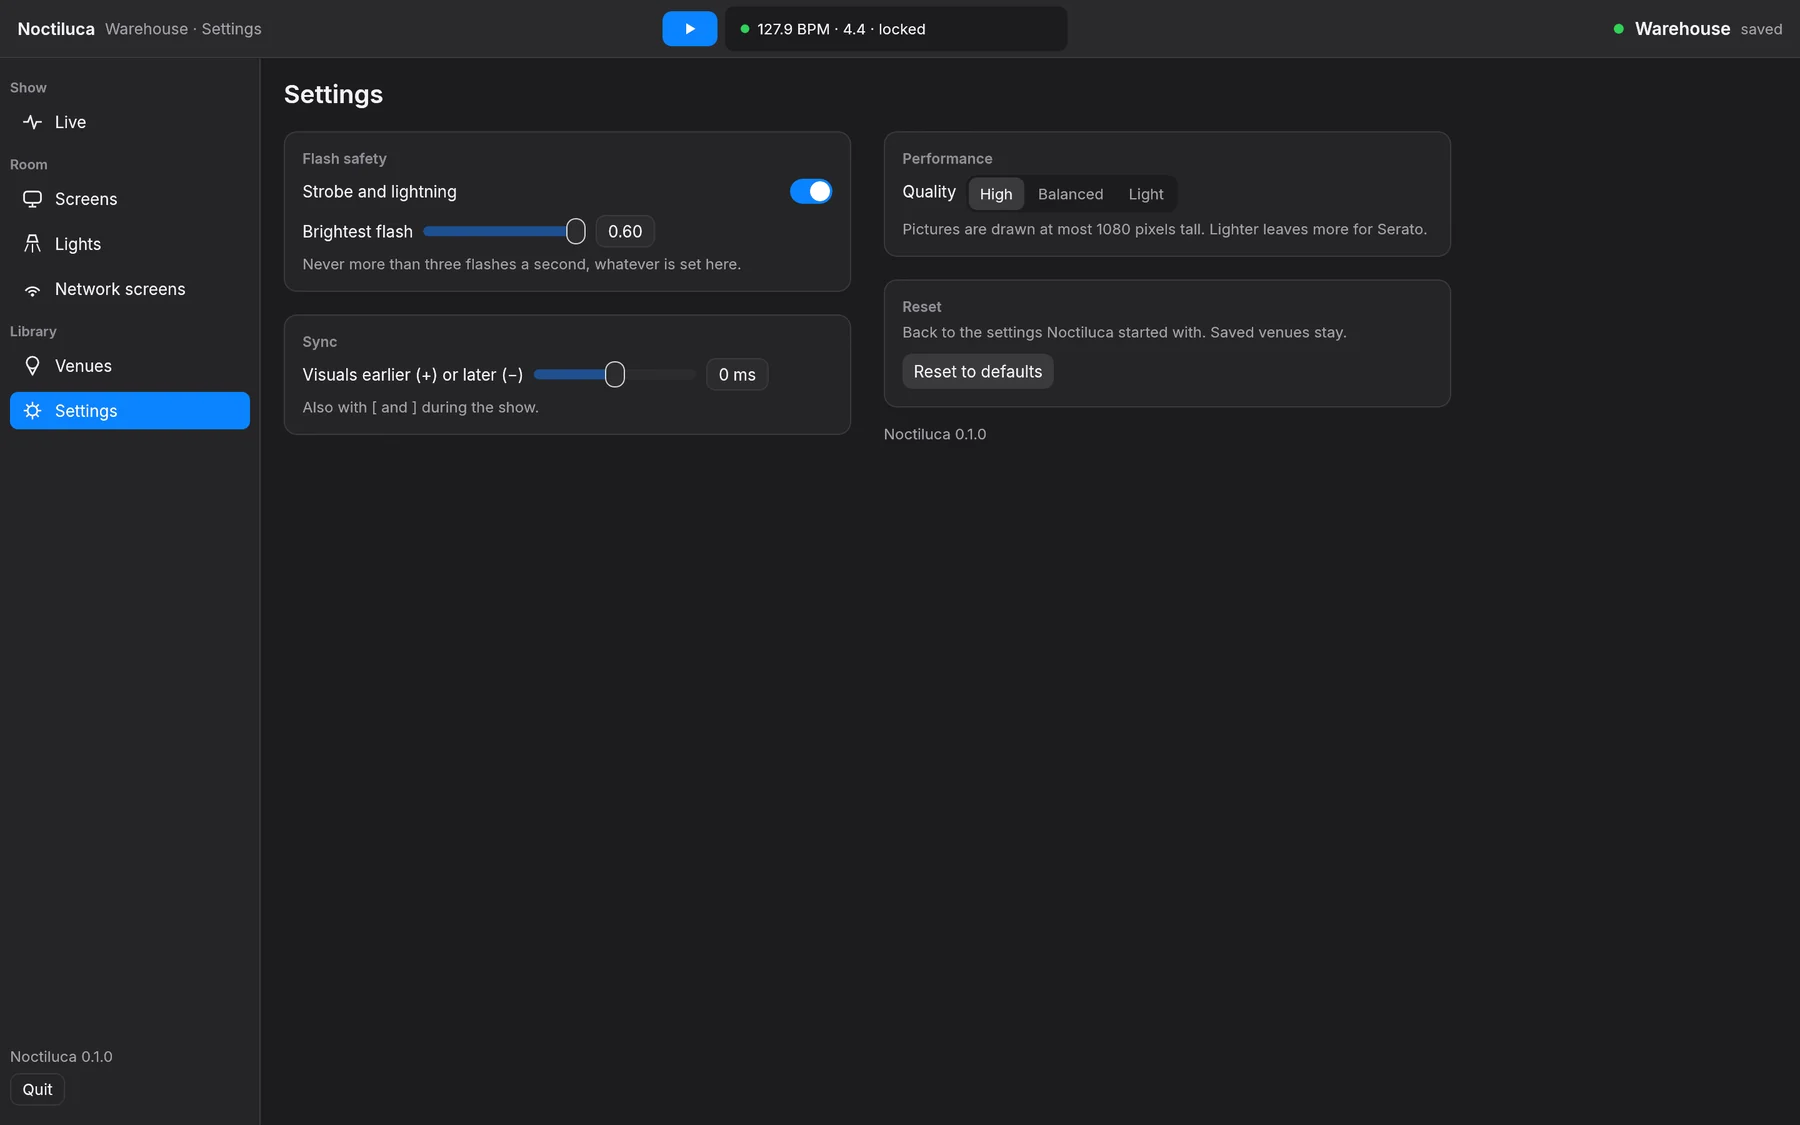 Noctiluca Warehouse · Settings
127.9 BPM · 4.4 · locked
Warehouse saved
Show
Live
Room
Screens
Lights
Network screens
Library
Venues
Settings
Noctiluca 0.1.0
Quit
Settings
Flash safety
Strobe and lightning
Brightest flash 0.60
Never more than three flashes a second, whatever is set here.
Sync
Visuals earlier (+) or later (−) 0 ms
Also with [ and ] during the show.
Performance
Quality High Balanced Light
Pictures are drawn at most 1080 pixels tall. Lighter leaves more for Serato.
Reset
Back to the settings Noctiluca started with. Saved venues stay.
Reset to defaults
Noctiluca 0.1.0